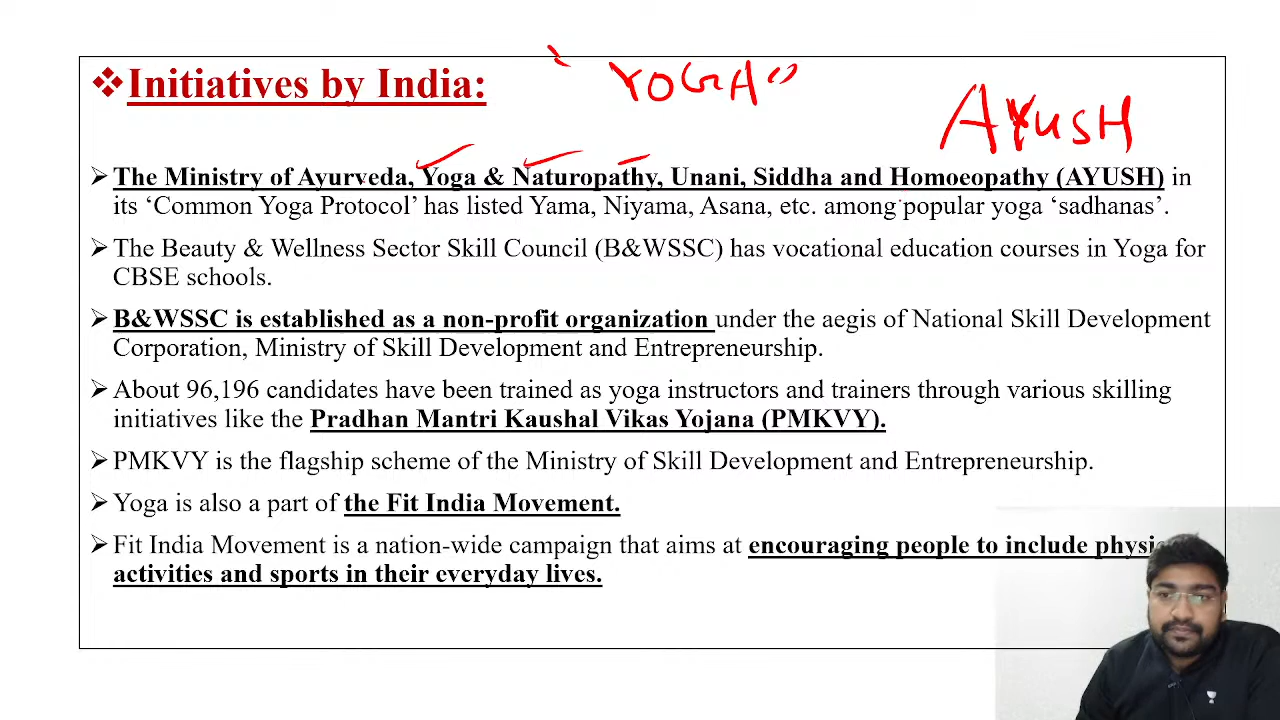 Initiatives by India:
" YOGA "
AYUSH
The Ministry of Ayurveda, Yoga & Naturopathy, Unani, Siddha and Homoeopathy (AYUSH) in
its ‘Common Yoga Protocol’ has listed Yama, Niyama, Asana, etc. among popular yoga ‘sadhanas’.
The Beauty & Wellness Sector Skill Council (B&WSSC) has vocational education courses in Yoga for
CBSE schools.
B&WSSC is established as a non-profit organization under the aegis of National Skill Development
Corporation, Ministry of Skill Development and Entrepreneurship.
About 96,196 candidates have been trained as yoga instructors and trainers through various skilling
initiatives like the Pradhan Mantri Kaushal Vikas Yojana (PMKVY).
PMKVY is the flagship scheme of the Ministry of Skill Development and Entrepreneurship.
Yoga is also a part of the Fit India Movement.
Fit India Movement is a nation-wide campaign that aims at encouraging people to include
activities and sports in their everyday lives.